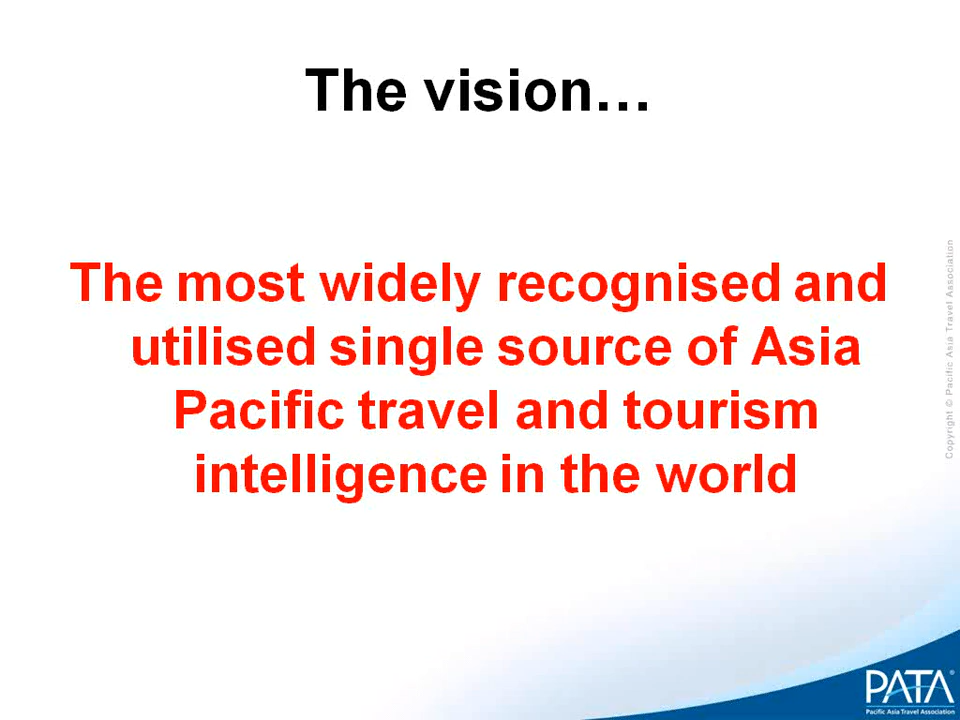 The vision…
The most widely recognised and
utilised single source of Asia
Pacific travel and tourism
intelligence in the world
Copyright © Pacific Asia Travel Association
PATA®
Pacific Asia Travel Association